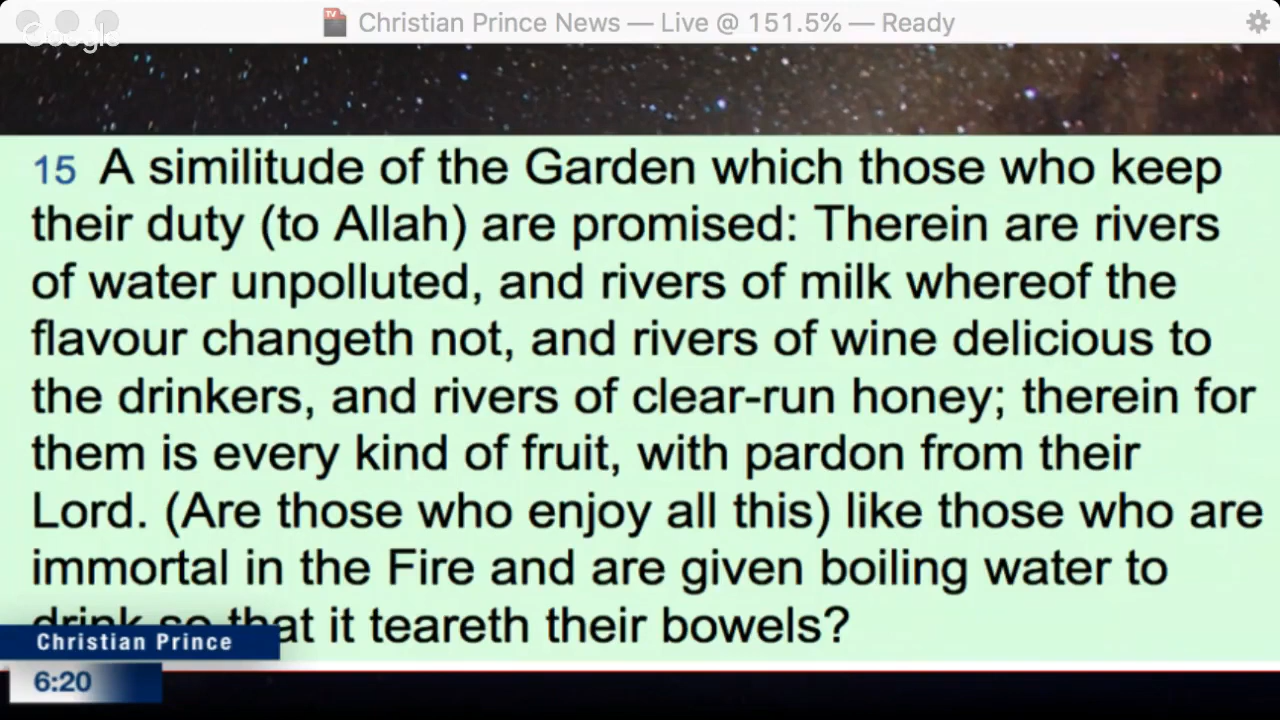 Christian Prince News — Live @ 151.5% — Ready
Google
15 A similitude of the Garden which those who keep
their duty (to Allah) are promised: Therein are rivers
of water unpolluted, and rivers of milk whereof the
flavour changeth not, and rivers of wine delicious to
the drinkers, and rivers of clear-run honey; therein for
them is every kind of fruit, with pardon from their
Lord. (Are those who enjoy all this) like those who are
immortal in the Fire and are given boiling water to
drink so that it teareth their bowels?
Christian Prince
6:20